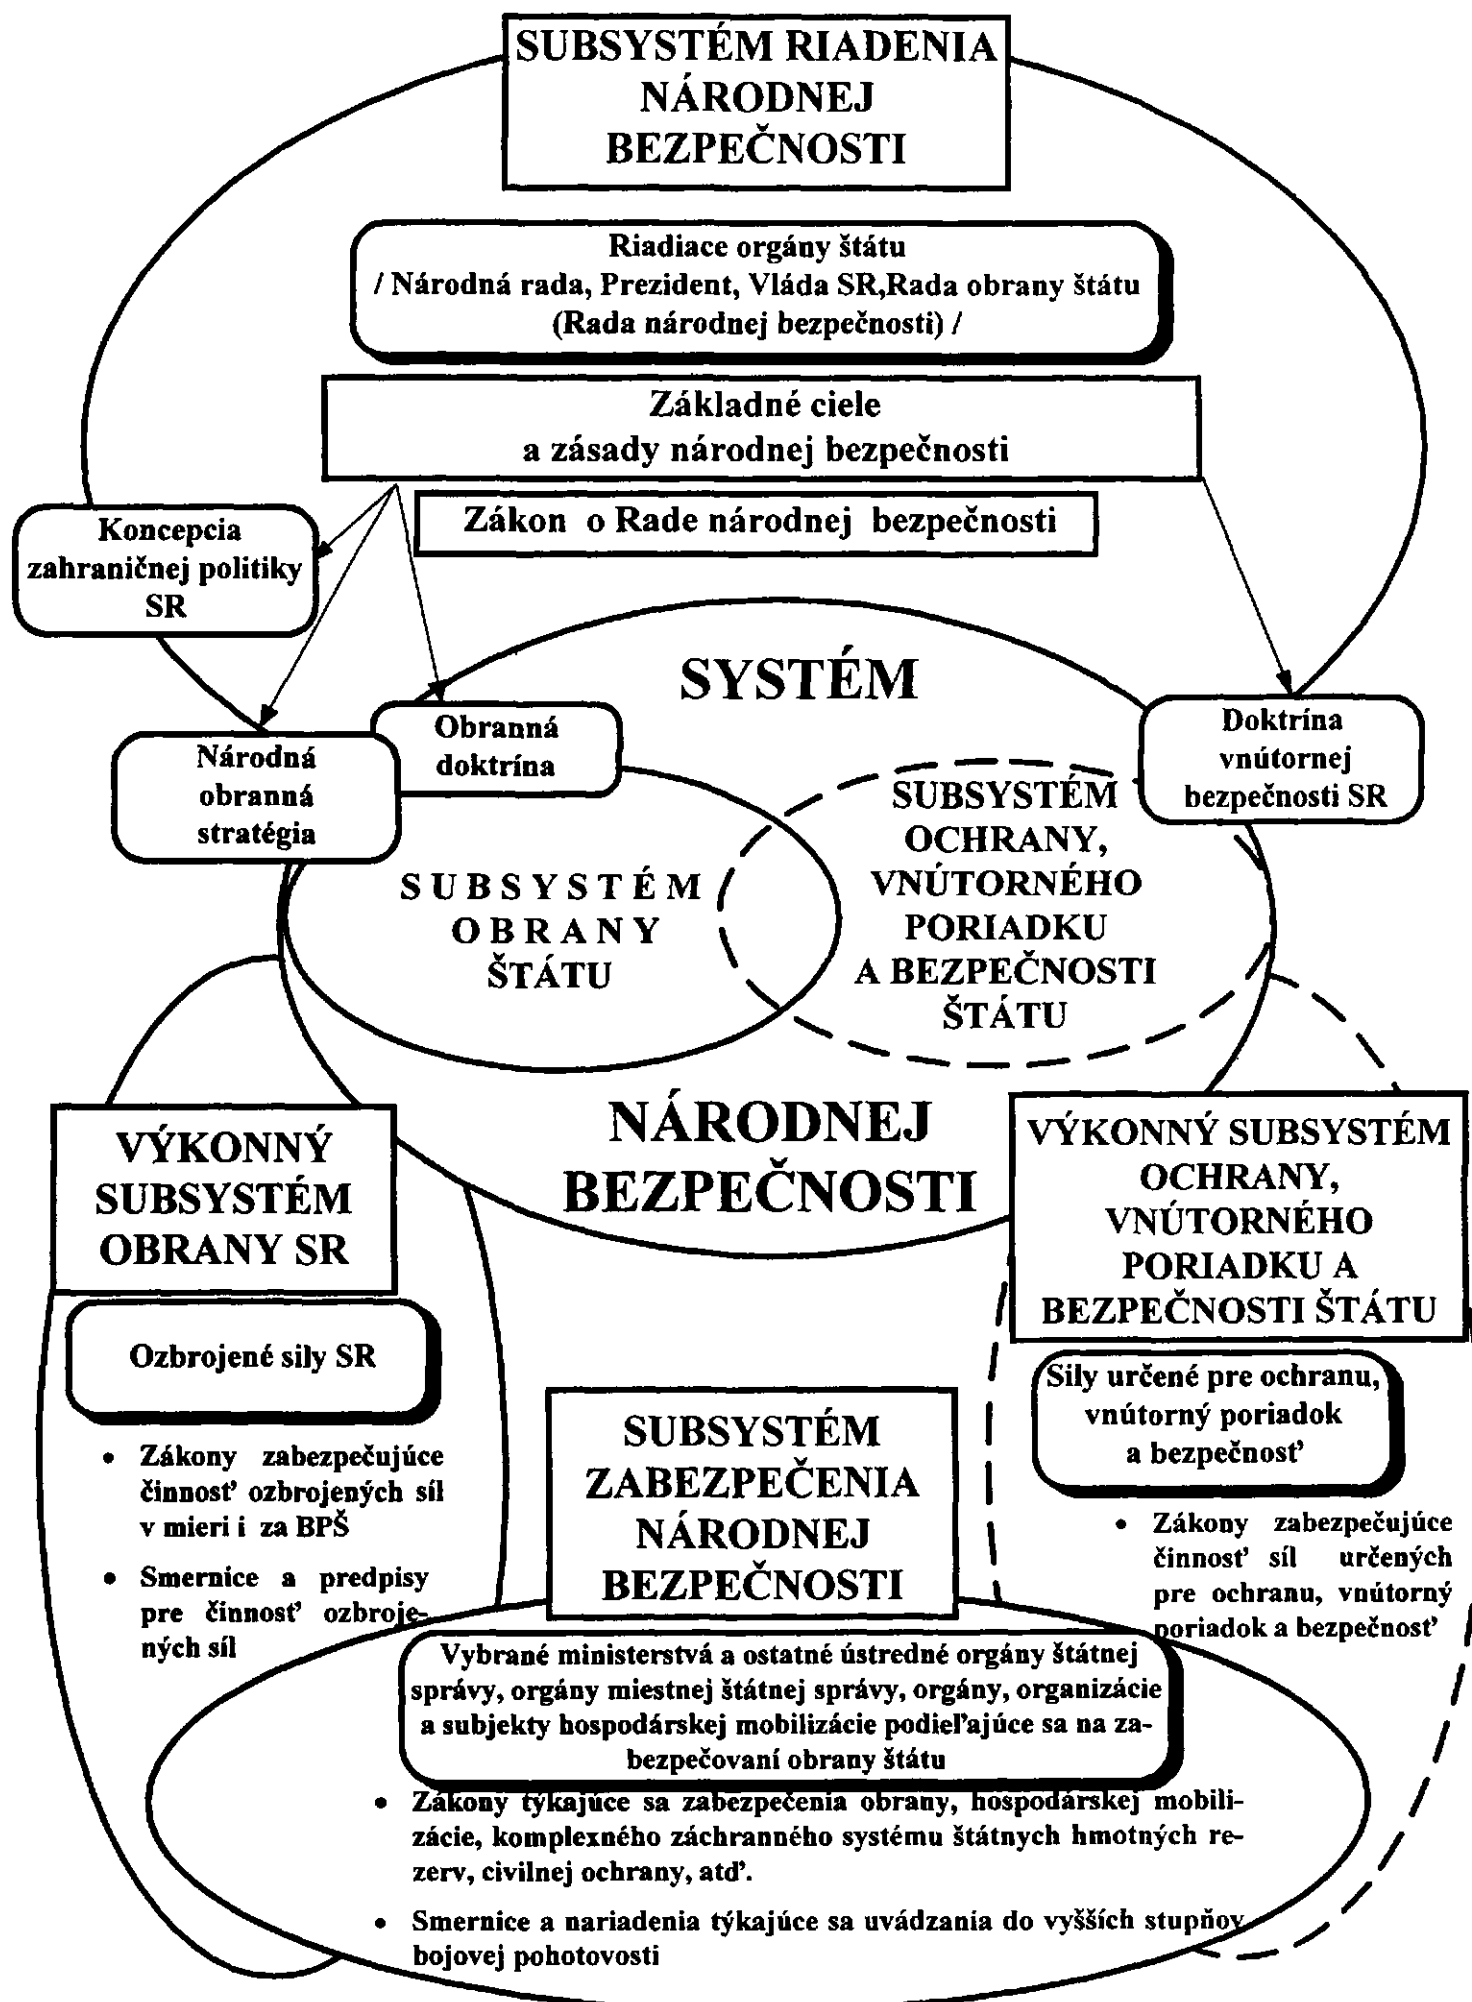 SUBSYSTÉM RIADENIA
NÁRODNEJ
BEZPEČNOSTI
Riadiace orgány štátu
/ Národná rada, Prezident, Vláda SR,Rada obrany štátu
(Rada národnej bezpečnosti) /
Základné ciele
a zásady národnej bezpečnosti
Zákon o Rade národnej bezpečnosti
Koncepcia
zahraničnej politiky
SR
SYSTÉM
Obranná
doktrína
Národná
obranná
stratégia
Doktrína
vnútornej
bezpečnosti SR
SUBSYSTÉM
OBRANY
ŠTÁTU
SUBSYSTÉM
OCHRANY,
VNÚTORNÉHO
PORIADKU
A BEZPEČNOSTI
ŠTÁTU
NÁRODNEJ
BEZPEČNOSTI
VÝKONNÝ
SUBSYSTÉM
OBRANY SR
Ozbrojené sily SR
• Zákony zabezpečujúce
činnosť ozbrojených síl
v mieri i za BPŠ
• Smernice a predpisy
pre činnosť ozbroje-
ných síl
VÝKONNÝ SUBSYSTÉM
OCHRANY,
VNÚTORNÉHO
PORIADKU A
BEZPEČNOSTI ŠTÁTU
Sily určené pre ochranu,
vnútorný poriadok
a bezpečnosť
• Zákony zabezpečujúce
činnosť síl určených
pre ochranu, vnútorný
poriadok a bezpečnosť
SUBSYSTÉM
ZABEZPEČENIA
NÁRODNEJ
BEZPEČNOSTI
Vybrané ministerstvá a ostatné ústredné orgány štátnej
správy, orgány miestnej štátnej správy, orgány, organizácie
a subjekty hospodárskej mobilizácie podieľajúce sa na za-
bezpečovaní obrany štátu
• Zákony týkajúce sa zabezpečenia obrany, hospodárskej mobili-
zácie, komplexného záchranného systému štátnych hmotných re-
zerv, civilnej ochrany, atď.
• Smernice a nariadenia týkajúce sa uvádzania do vyšších stupňov
bojovej pohotovosti